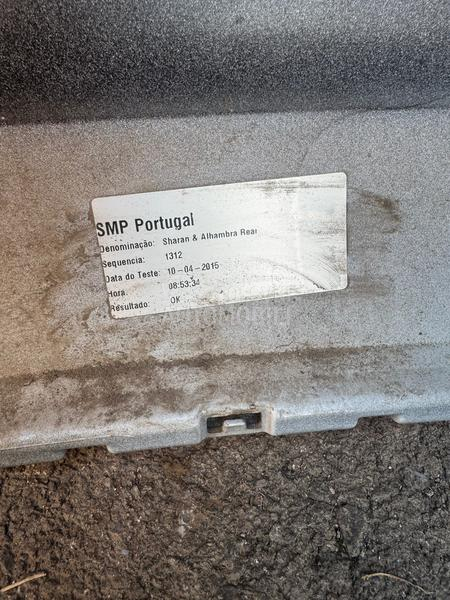 SMP Portugal
Denominação: Sharan & Alhambra Rear
Sequencia: 1312
Data do Teste: 10-04-2015
Hora: 08:53:34
Resultado: OK